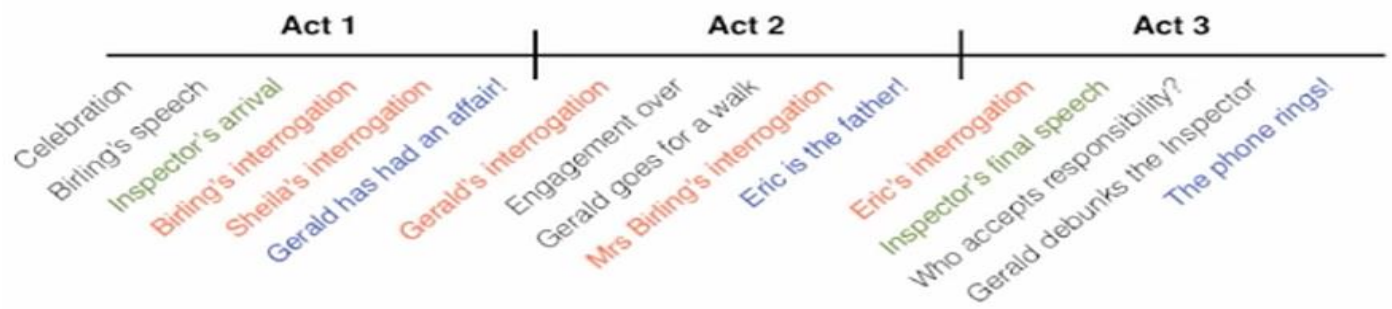 Act 1
Act 2
Act 3
Celebration
Birling's speech
Inspector's arrival
Birling's interrogation
Sheila's interrogation
Gerald has had an affair!
Gerald's interrogation
Engagement over
Gerald goes for a walk
Mrs Birling's interrogation
Eric is the father!
Eric's interrogation
Inspector's final speech
Who accepts responsibility?
Gerald debunks the Inspector
The phone rings!